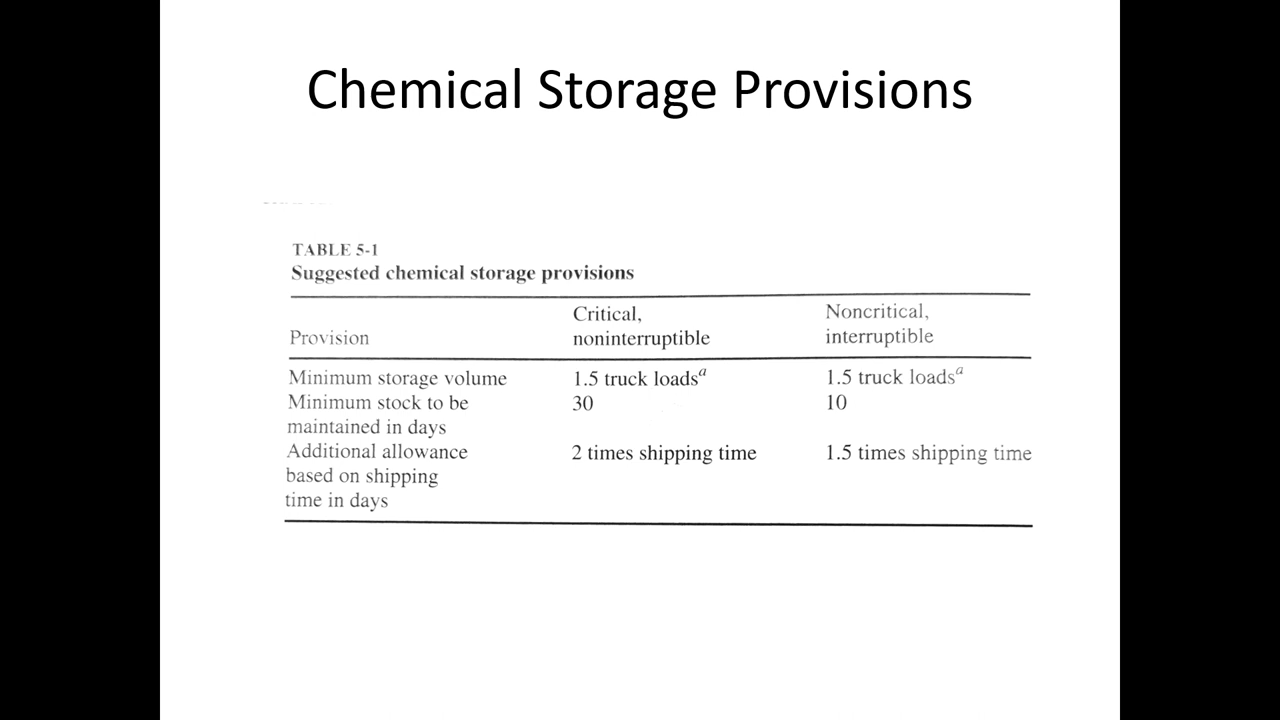 Chemical Storage Provisions
TABLE 5-1
Suggested chemical storage provisions
Critical, Noncritical,
Provision noninterruptible interruptible
Minimum storage volume 1.5 truck loadsᵃ 1.5 truck loadsᵃ
Minimum stock to be 30 10
maintained in days
Additional allowance 2 times shipping time 1.5 times shipping time
based on shipping
time in days